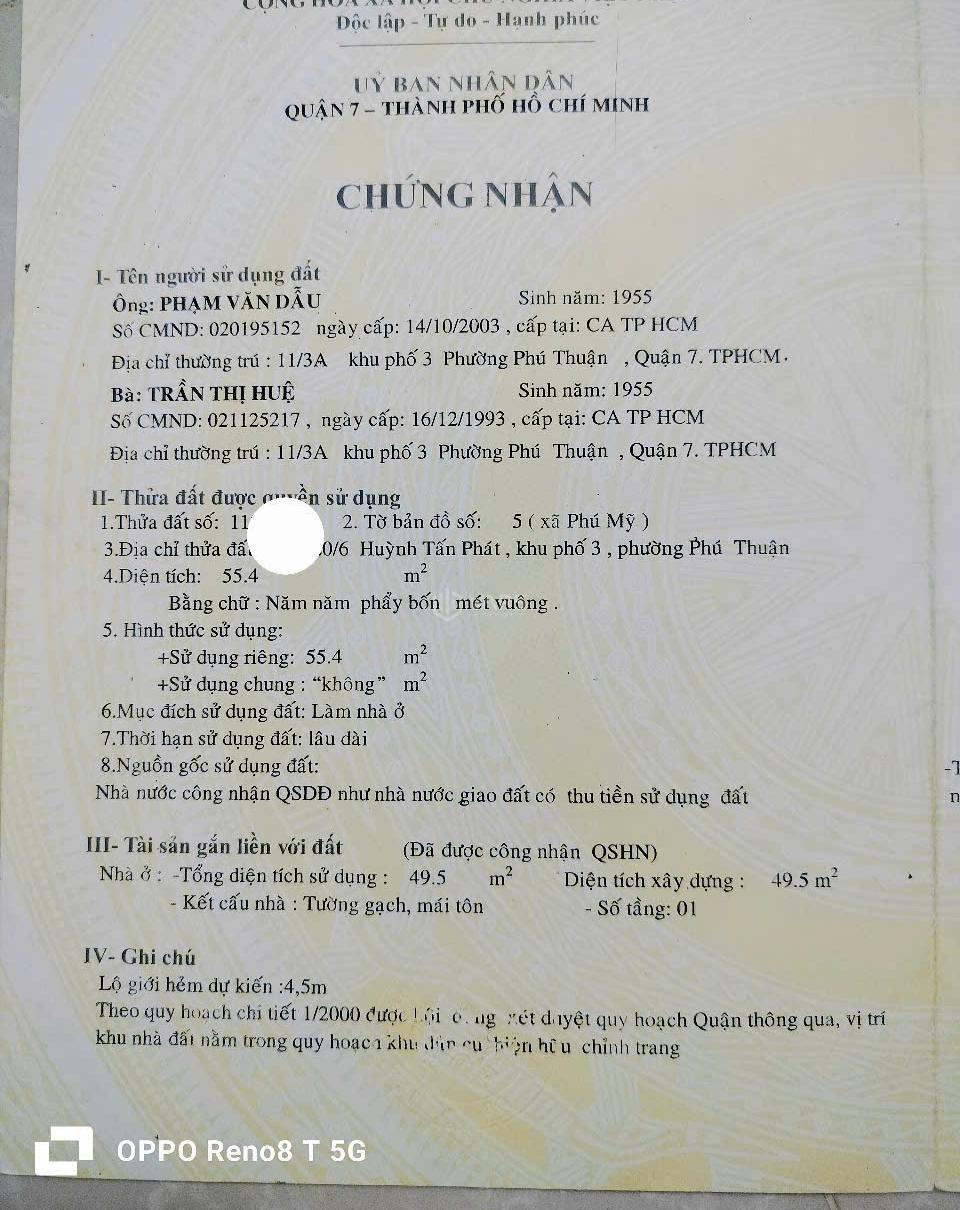 Độc lập - Tự do - Hạnh phúc
UỶ BAN NHÂN DÂN
QUẬN 7 – THÀNH PHỐ HỒ CHÍ MINH
CHỨNG NHẬN
I- Tên người sử dụng đất
Ông: PHẠM VĂN DẪU Sinh năm: 1955
Số CMND: 020195152 ngày cấp: 14/10/2003 , cấp tại: CA TP HCM
Địa chỉ thường trú : 11/3A khu phố 3 Phường Phú Thuận , Quận 7. TPHCM.
Bà: TRẦN THỊ HUỆ Sinh năm: 1955
Số CMND: 021125217 , ngày cấp: 16/12/1993 , cấp tại: CA TP HCM
Địa chỉ thường trú : 11/3A khu phố 3 Phường Phú Thuận , Quận 7. TPHCM
II- Thửa đất được quyền sử dụng
1.Thửa đất số: 11 2. Tờ bản đồ số: 5 ( xã Phú Mỹ )
3.Địa chỉ thửa đất 0/6 Huỳnh Tấn Phát , khu phố 3 , phường Phú Thuận
4.Diện tích: 55.4 m²
Bằng chữ : Năm năm phẩy bốn mét vuông .
5. Hình thức sử dụng:
+Sử dụng riêng: 55.4 m²
+Sử dụng chung : “không” m²
6.Mục đích sử dụng đất: Làm nhà ở
7.Thời hạn sử dụng đất: lâu dài
8.Nguồn gốc sử dụng đất:
Nhà nước công nhận QSDĐ như nhà nước giao đất có thu tiền sử dụng đất
III- Tài sản gắn liền với đất (Đã được công nhận QSHN)
Nhà ở : -Tổng diện tích sử dụng : 49.5 m² Diện tích xây dựng : 49.5 m²
- Kết cấu nhà : Tường gạch, mái tôn - Số tầng: 01
IV- Ghi chú
Lộ giới hẻm dự kiến :4,5m
Theo quy hoạch chi tiết 1/2000 được xét duyệt quy hoạch Quận thông qua, vị trí
khu nhà đất nằm trong quy hoạch khu dân cư hiện hữu chỉnh trang
OPPO Reno8 T 5G